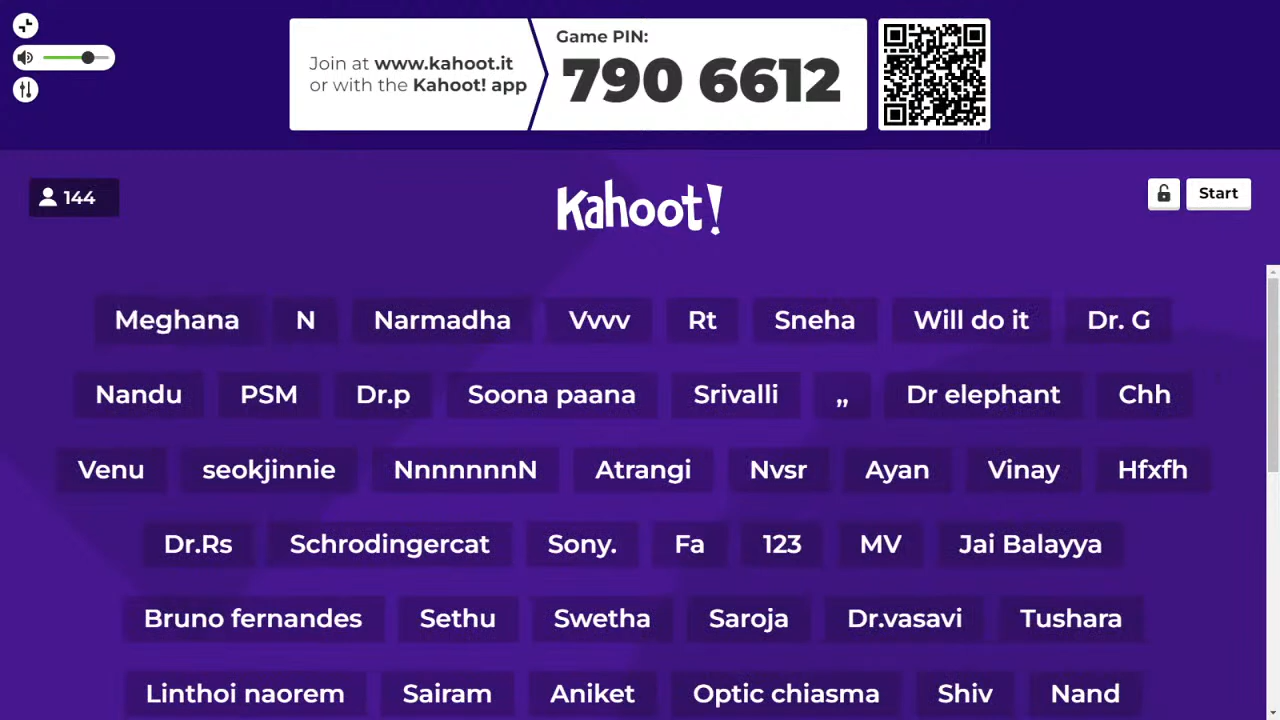 Join at www.kahoot.it
or with the Kahoot! app
Game PIN:
790 6612
144
Kahoot!
Start
Meghana N Narmadha Vvvv Rt Sneha Will do it Dr. G
Nandu PSM Dr.p Soona paana Srivalli ,, Dr elephant Chh
Venu seokjinnie NnnnnnnN Atrangi Nvsr Ayan Vinay Hfxfh
Dr.Rs Schrodingercat Sony. Fa 123 MV Jai Balayya
Bruno fernandes Sethu Swetha Saroja Dr.vasavi Tushara
Linthoi naorem Sairam Aniket Optic chiasma Shiv Nand